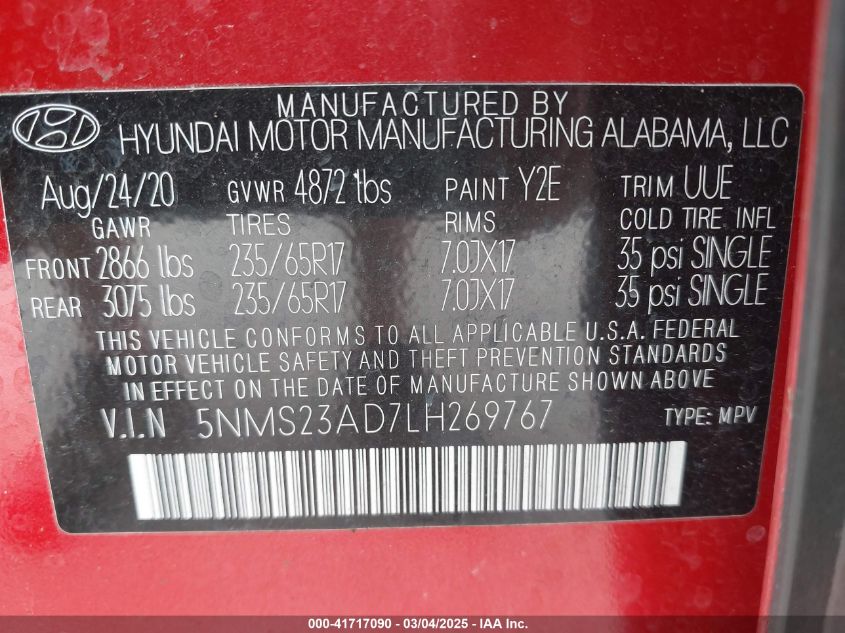 MANUFACTURED BY
HYUNDAI MOTOR MANUFACTURING ALABAMA, LLC
Aug/24/20 GVWR 4872 lbs PAINT Y2E TRIM UUE
GAWR TIRES RIMS COLD TIRE INFL
FRONT 2866 lbs 235/65R17 7.0JX17 35 psi SINGLE
REAR 3075 lbs 235/65R17 7.0JX17 35 psi SINGLE
THIS VEHICLE CONFORMS TO ALL APPLICABLE U.S.A. FEDERAL
MOTOR VEHICLE SAFETY AND THEFT PREVENTION STANDARDS
IN EFFECT ON THE DATE OF MANUFACTURE SHOWN ABOVE.
V.I.N 5NMS23AD7LH269767 TYPE: MPV
000-41717090 - 03/04/2025 - IAA Inc.